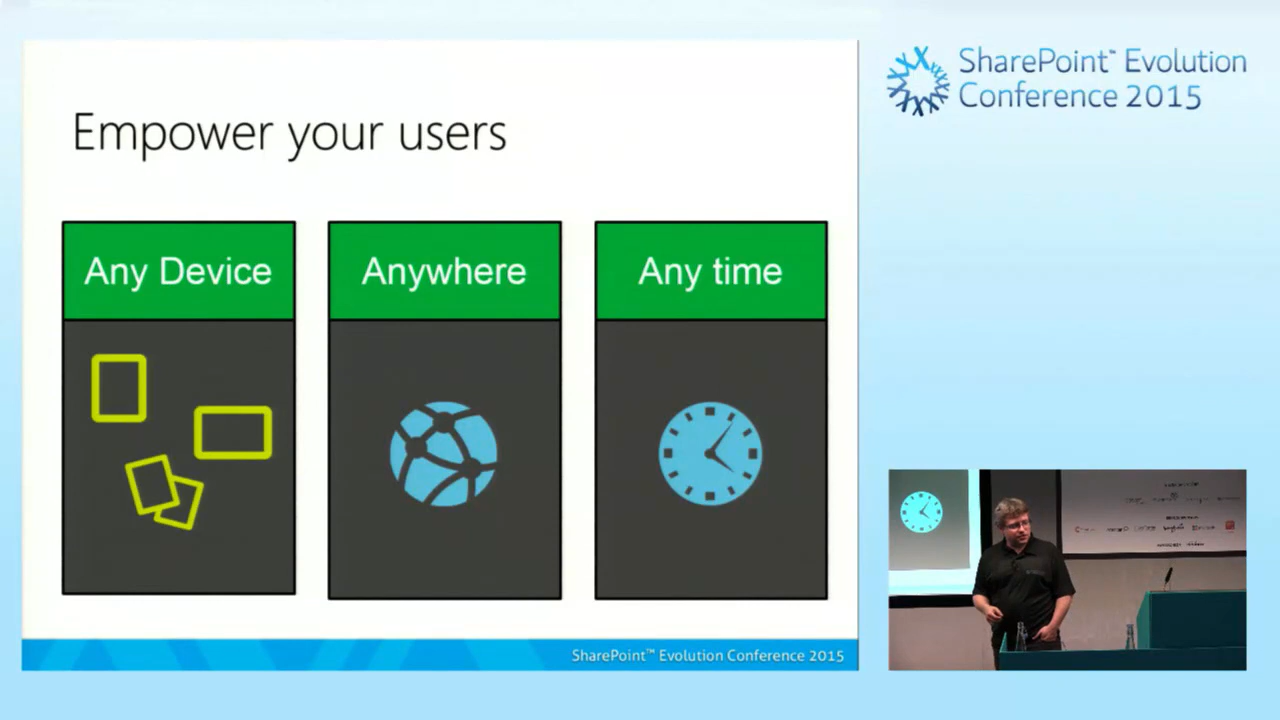 SharePoint™ Evolution
Conference 2015
Empower your users
Any Device
Anywhere
Any time
SharePoint™ Evolution Conference 2015